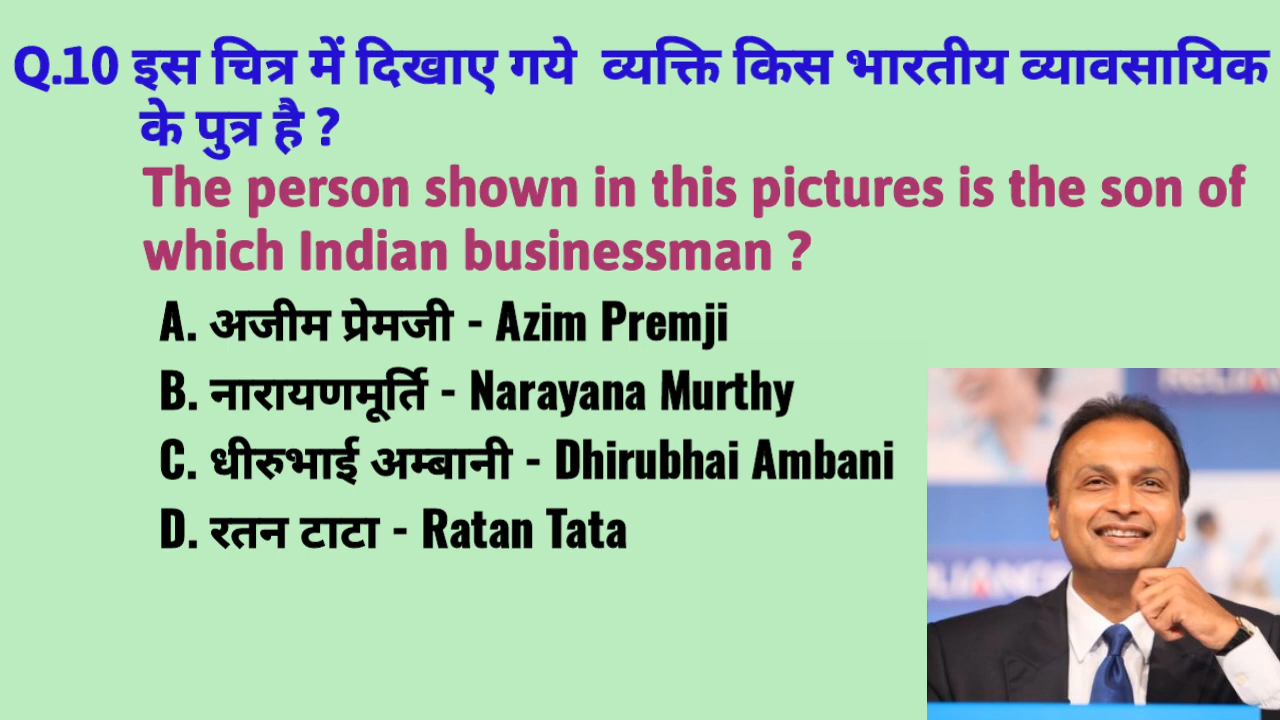 Q.10 इस चित्र में दिखाए गये व्यक्ति किस भारतीय व्यावसायिक
के पुत्र है ?
The person shown in this pictures is the son of
which Indian businessman ?
A. अजीम प्रेमजी - Azim Premji
B. नारायणमूर्ति - Narayana Murthy
C. धीरुभाई अम्बानी - Dhirubhai Ambani
D. रतन टाटा - Ratan Tata